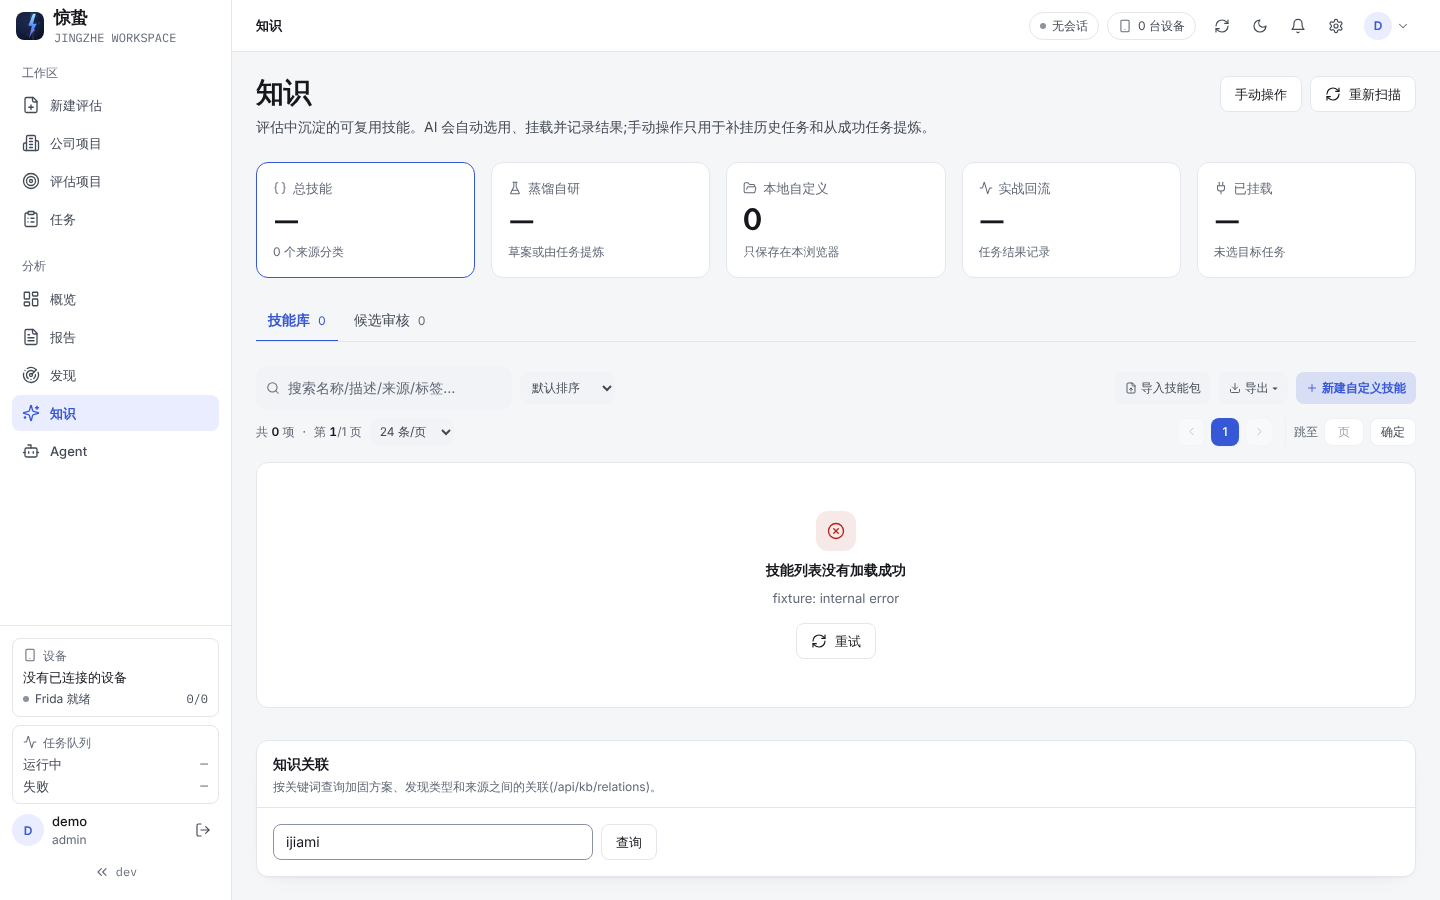 惊蛰
JINGZHE WORKSPACE
工作区
新建评估
公司项目
评估项目
任务
分析
概览
报告
发现
知识
Agent
设备
没有已连接的设备
Frida 就绪 0/0
任务队列
运行中 —
失败 —
D demo
admin
dev
知识
无会话
0 台设备
D
知识
评估中沉淀的可复用技能。AI 会自动选用、挂载并记录结果;手动操作只用于补挂历史任务和从成功任务提炼。
手动操作
重新扫描
总技能
—
0 个来源分类
蒸馏自研
—
草案或由任务提炼
本地自定义
0
只保存在本浏览器
实战回流
—
任务结果记录
已挂载
—
未选目标任务
技能库 0
候选审核 0
搜索名称/描述/来源/标签...
默认排序
导入技能包
导出
新建自定义技能
共 0 项 · 第 1/1 页
24 条/页
1
跳至
页
确定
技能列表没有加载成功
fixture: internal error
重试
知识关联
按关键词查询加固方案、发现类型和来源之间的关联(/api/kb/relations)。
ijiami
查询